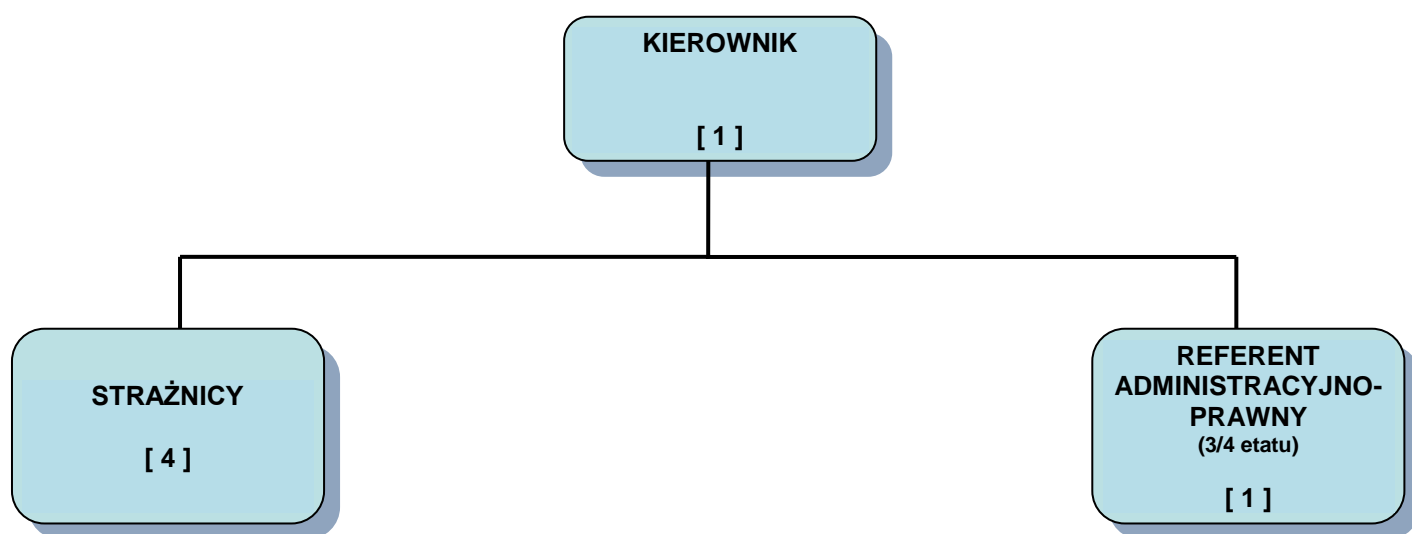 KIEROWNIK
[ 1 ]
STRAŻNICY
[ 4 ]
REFERENT
ADMINISTRACYJNO-
PRAWNY
(3/4 etatu)
[ 1 ]